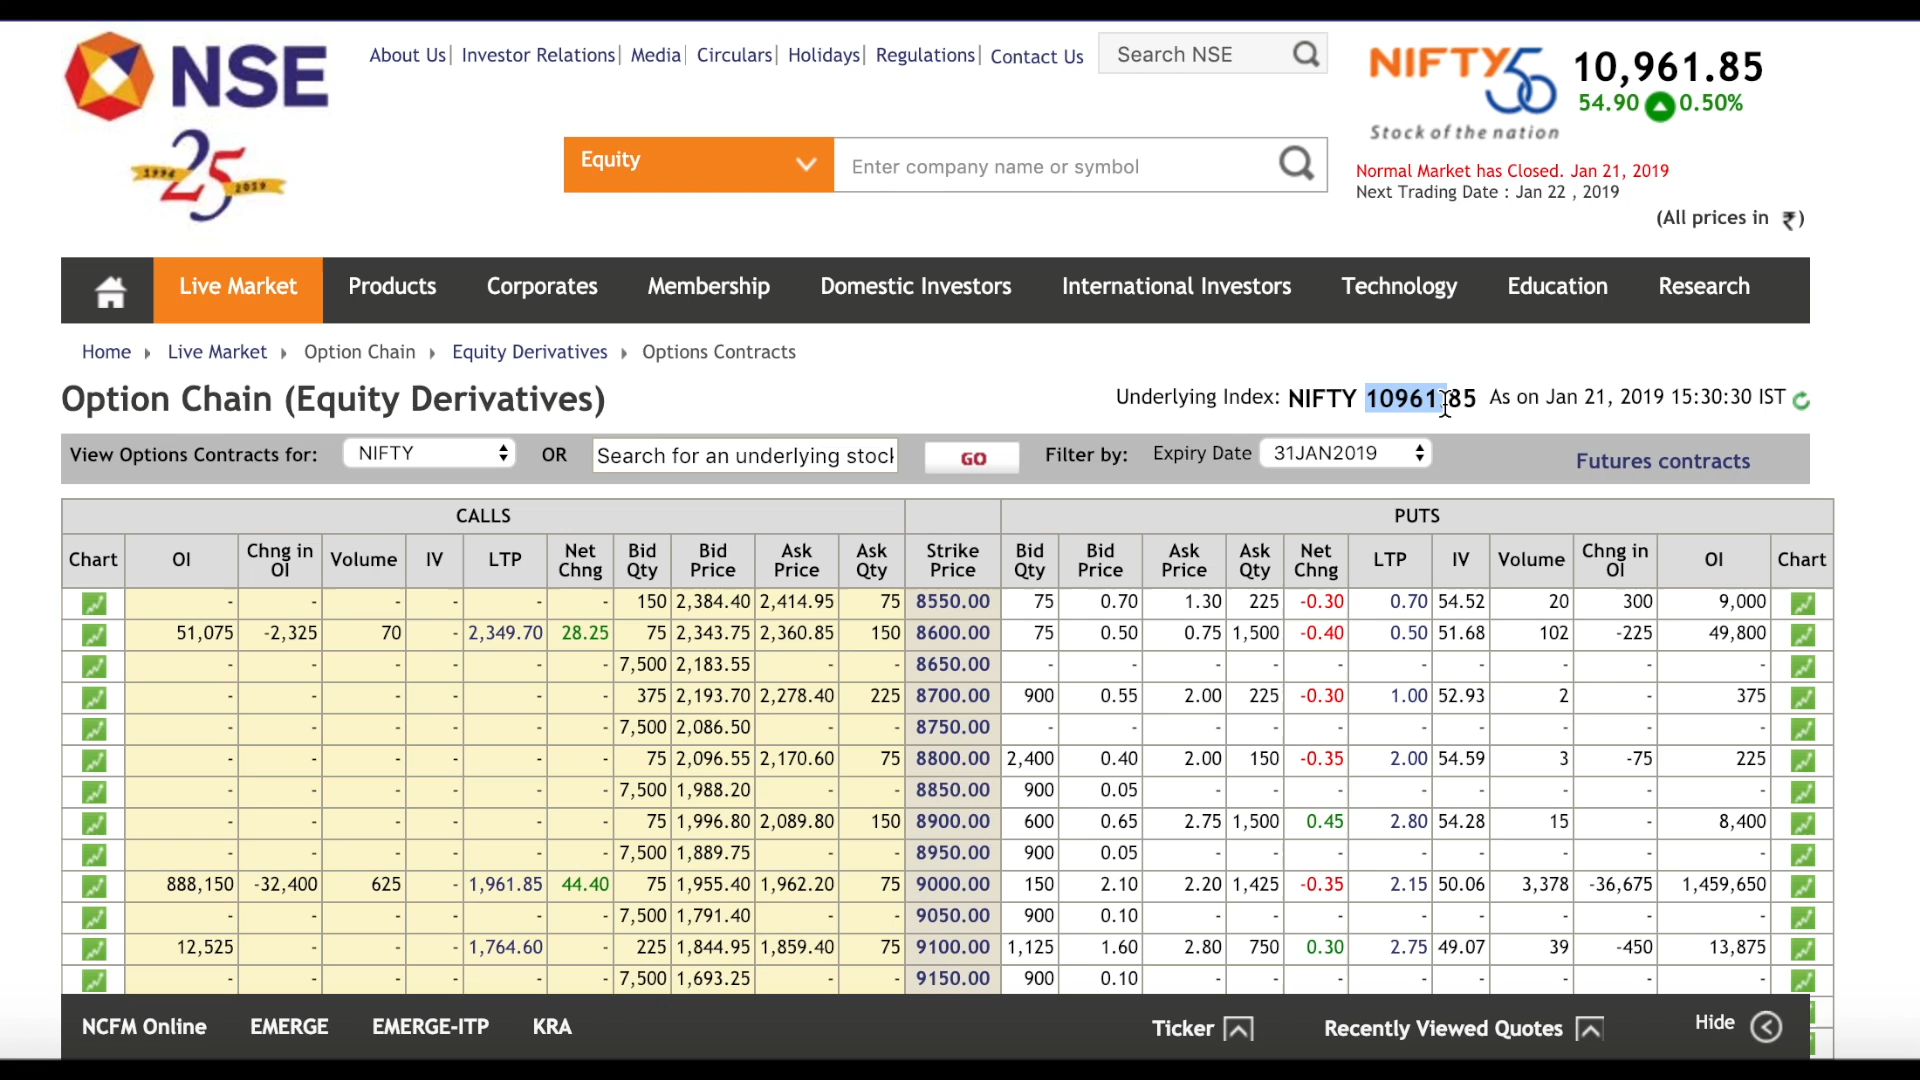 NSE
1994 25 2019
About Us| Investor Relations| Media| Circulars| Holidays| Regulations| Contact Us
Search NSE
NIFTY 50
Stock of the nation
10,961.85
54.90 0.50%
Equity
Enter company name or symbol
Normal Market has Closed. Jan 21, 2019
Next Trading Date : Jan 22 , 2019
(All prices in ₹)
Live Market Products Corporates Membership Domestic Investors International Investors Technology Education Research
Home Live Market Option Chain Equity Derivatives Options Contracts
Option Chain (Equity Derivatives)
Underlying Index: NIFTY 10961.85 As on Jan 21, 2019 15:30:30 IST
View Options Contracts for: NIFTY OR Search for an underlying stock GO Filter by: Expiry Date 31JAN2019 Futures contracts
CALLS PUTS
Chart OI Chng in OI Volume IV LTP Net Chng Bid Qty Bid Price Ask Price Ask Qty Strike Price Bid Qty Bid Price Ask Price Ask Qty Net Chng LTP IV Volume Chng in OI OI Chart
- - - - - - 150 2,384.40 2,414.95 75 8550.00 75 0.70 1.30 225 -0.30 0.70 54.52 20 300 9,000
51,075 -2,325 70 - 2,349.70 28.25 75 2,343.75 2,360.85 150 8600.00 75 0.50 0.75 1,500 -0.40 0.50 51.68 102 -225 49,800
- - - - - - 7,500 2,183.55 - - 8650.00 - - - - - - - - - -
- - - - - - 375 2,193.70 2,278.40 225 8700.00 900 0.55 2.00 225 -0.30 1.00 52.93 2 - 375
- - - - - - 7,500 2,086.50 - - 8750.00 - - - - - - - - - -
- - - - - - 75 2,096.55 2,170.60 75 8800.00 2,400 0.40 2.00 150 -0.35 2.00 54.59 3 -75 225
- - - - - - 7,500 1,988.20 - - 8850.00 900 0.05 - - - - - - - -
- - - - - - 75 1,996.80 2,089.80 150 8900.00 600 0.65 2.75 1,500 0.45 2.80 54.28 15 - 8,400
- - - - - - 7,500 1,889.75 - - 8950.00 900 0.05 - - - - - - - -
888,150 -32,400 625 - 1,961.85 44.40 75 1,955.40 1,962.20 75 9000.00 150 2.10 2.20 1,425 -0.35 2.15 50.06 3,378 -36,675 1,459,650
- - - - - - 7,500 1,791.40 - - 9050.00 900 0.10 - - - - - - - -
12,525 - - - 1,764.60 - 225 1,844.95 1,859.40 75 9100.00 1,125 1.60 2.80 750 0.30 2.75 49.07 39 -450 13,875
- - - - - - 7,500 1,693.25 - - 9150.00 900 0.10 - - - - - - - -
NCFM Online EMERGE EMERGE-ITP KRA Ticker Recently Viewed Quotes Hide